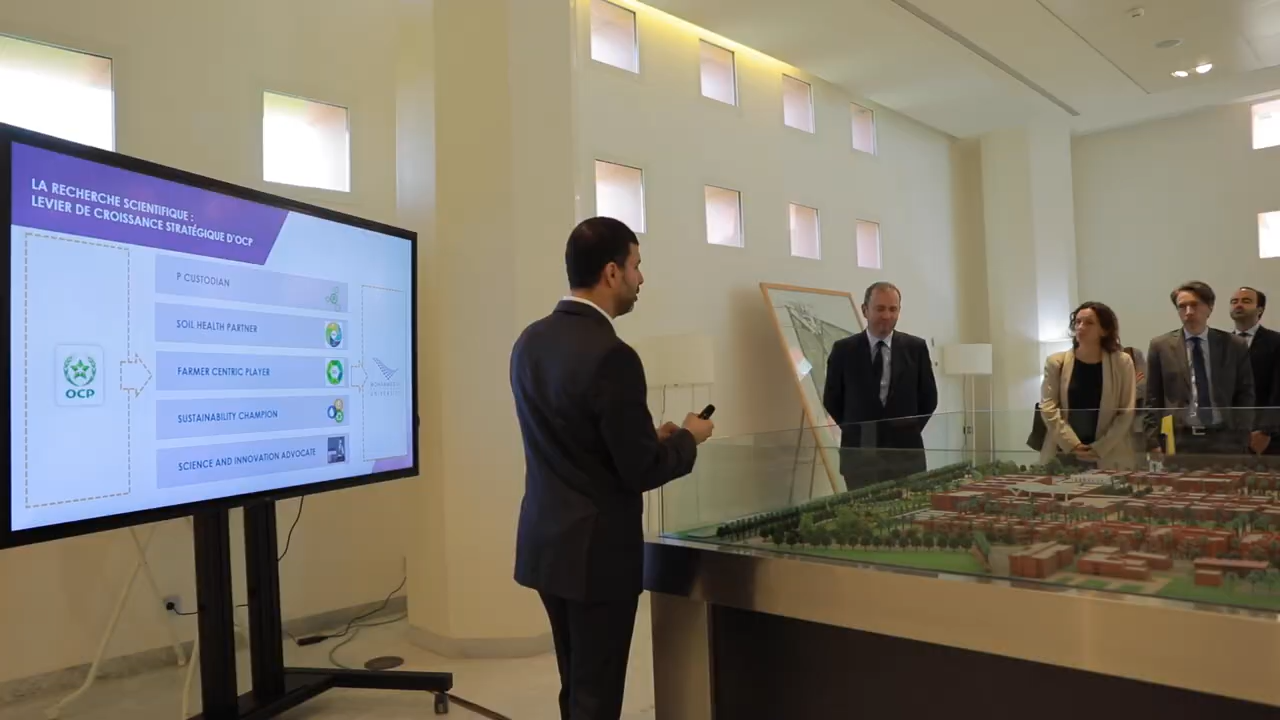 LA RECHERCHE SCIENTIFIQUE :
LEVIER DE CROISSANCE STRATÉGIQUE D'OCP
P CUSTODIAN
SOIL HEALTH PARTNER
OCP
FARMER CENTRIC PLAYER
SUSTAINABILITY CHAMPION
SCIENCE AND INNOVATION ADVOCATE